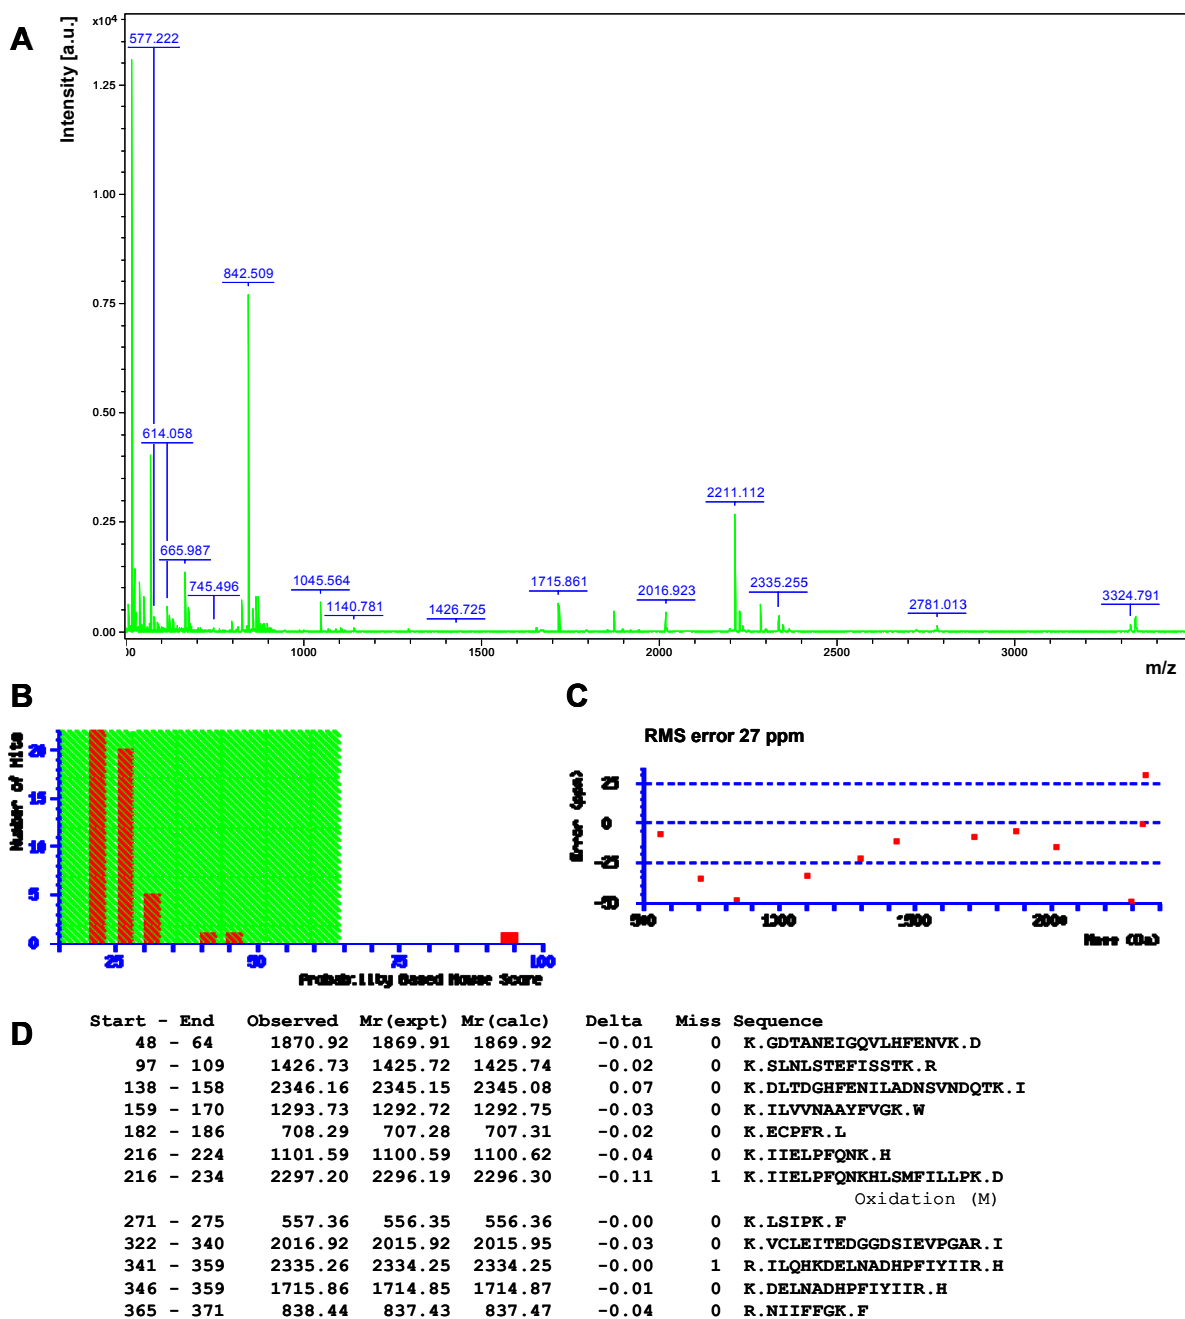 A
Intensity [a.u.]
x10⁴
577.222
1.25
1.00
842.509
0.75
0.50
614.058
2211.112
0.25
665.987
745.496
1045.564
1140.781
1426.725
1715.861
2016.923
2335.255
2781.013
3324.791
0.00
00 1000 1500 2000 2500 3000
m/z
B
C
RMS error 27 ppm
Number of Hits
20
15
10
5
0
25 50 75 100
Probability Based Mowse Score
Error (ppm)
25
0
-25
-50
500 1000 1500 2000
Mass (Da)
D
Start - End Observed Mr(expt) Mr(calc) Delta Miss Sequence
48 - 64 1870.92 1869.91 1869.92 -0.01 0 K.GDTANEIGQVLHFENVK.D
97 - 109 1426.73 1425.72 1425.74 -0.02 0 K.SLNLSTEFISSTK.R
138 - 158 2346.16 2345.15 2345.08 0.07 0 K.DLTDGHFENILADNSVNDQTK.I
159 - 170 1293.73 1292.72 1292.75 -0.03 0 K.ILVVNAAYFVGK.W
182 - 186 708.29 707.28 707.31 -0.02 0 K.ECPFR.L
216 - 224 1101.59 1100.59 1100.62 -0.04 0 K.IIELPFQNK.H
216 - 234 2297.20 2296.19 2296.30 -0.11 1 K.IIELPFQNKHLSMFILLPK.D
Oxidation (M)
271 - 275 557.36 556.35 556.36 -0.00 0 K.LSIPK.F
322 - 340 2016.92 2015.92 2015.95 -0.03 0 K.VCLEITEDGGDSIEVPGAR.I
341 - 359 2335.26 2334.25 2334.25 -0.00 1 R.ILQHKDELNADHPFIYIIR.H
346 - 359 1715.86 1714.85 1714.87 -0.01 0 K.DELNADHPFIYIIR.H
365 - 371 838.44 837.43 837.47 -0.04 0 R.NIIFFGK.F